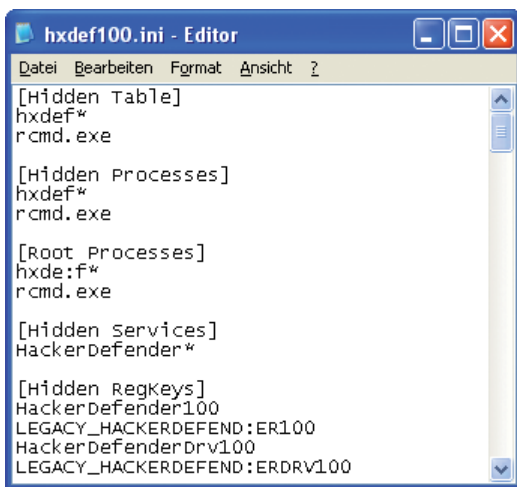 hxdef100.ini - Editor
Datei Bearbeiten Format Ansicht ?
[Hidden Table]
hxdef*
rcmd.exe
[Hidden Processes]
hxdef*
rcmd.exe
[Root Processes]
hxde:f*
rcmd.exe
[Hidden Services]
HackerDefender*
[Hidden RegKeys]
HackerDefender100
LEGACY_HACKERDEFEND:ER100
HackerDefenderDrv100
LEGACY_HACKERDEFEND:ERDRV100